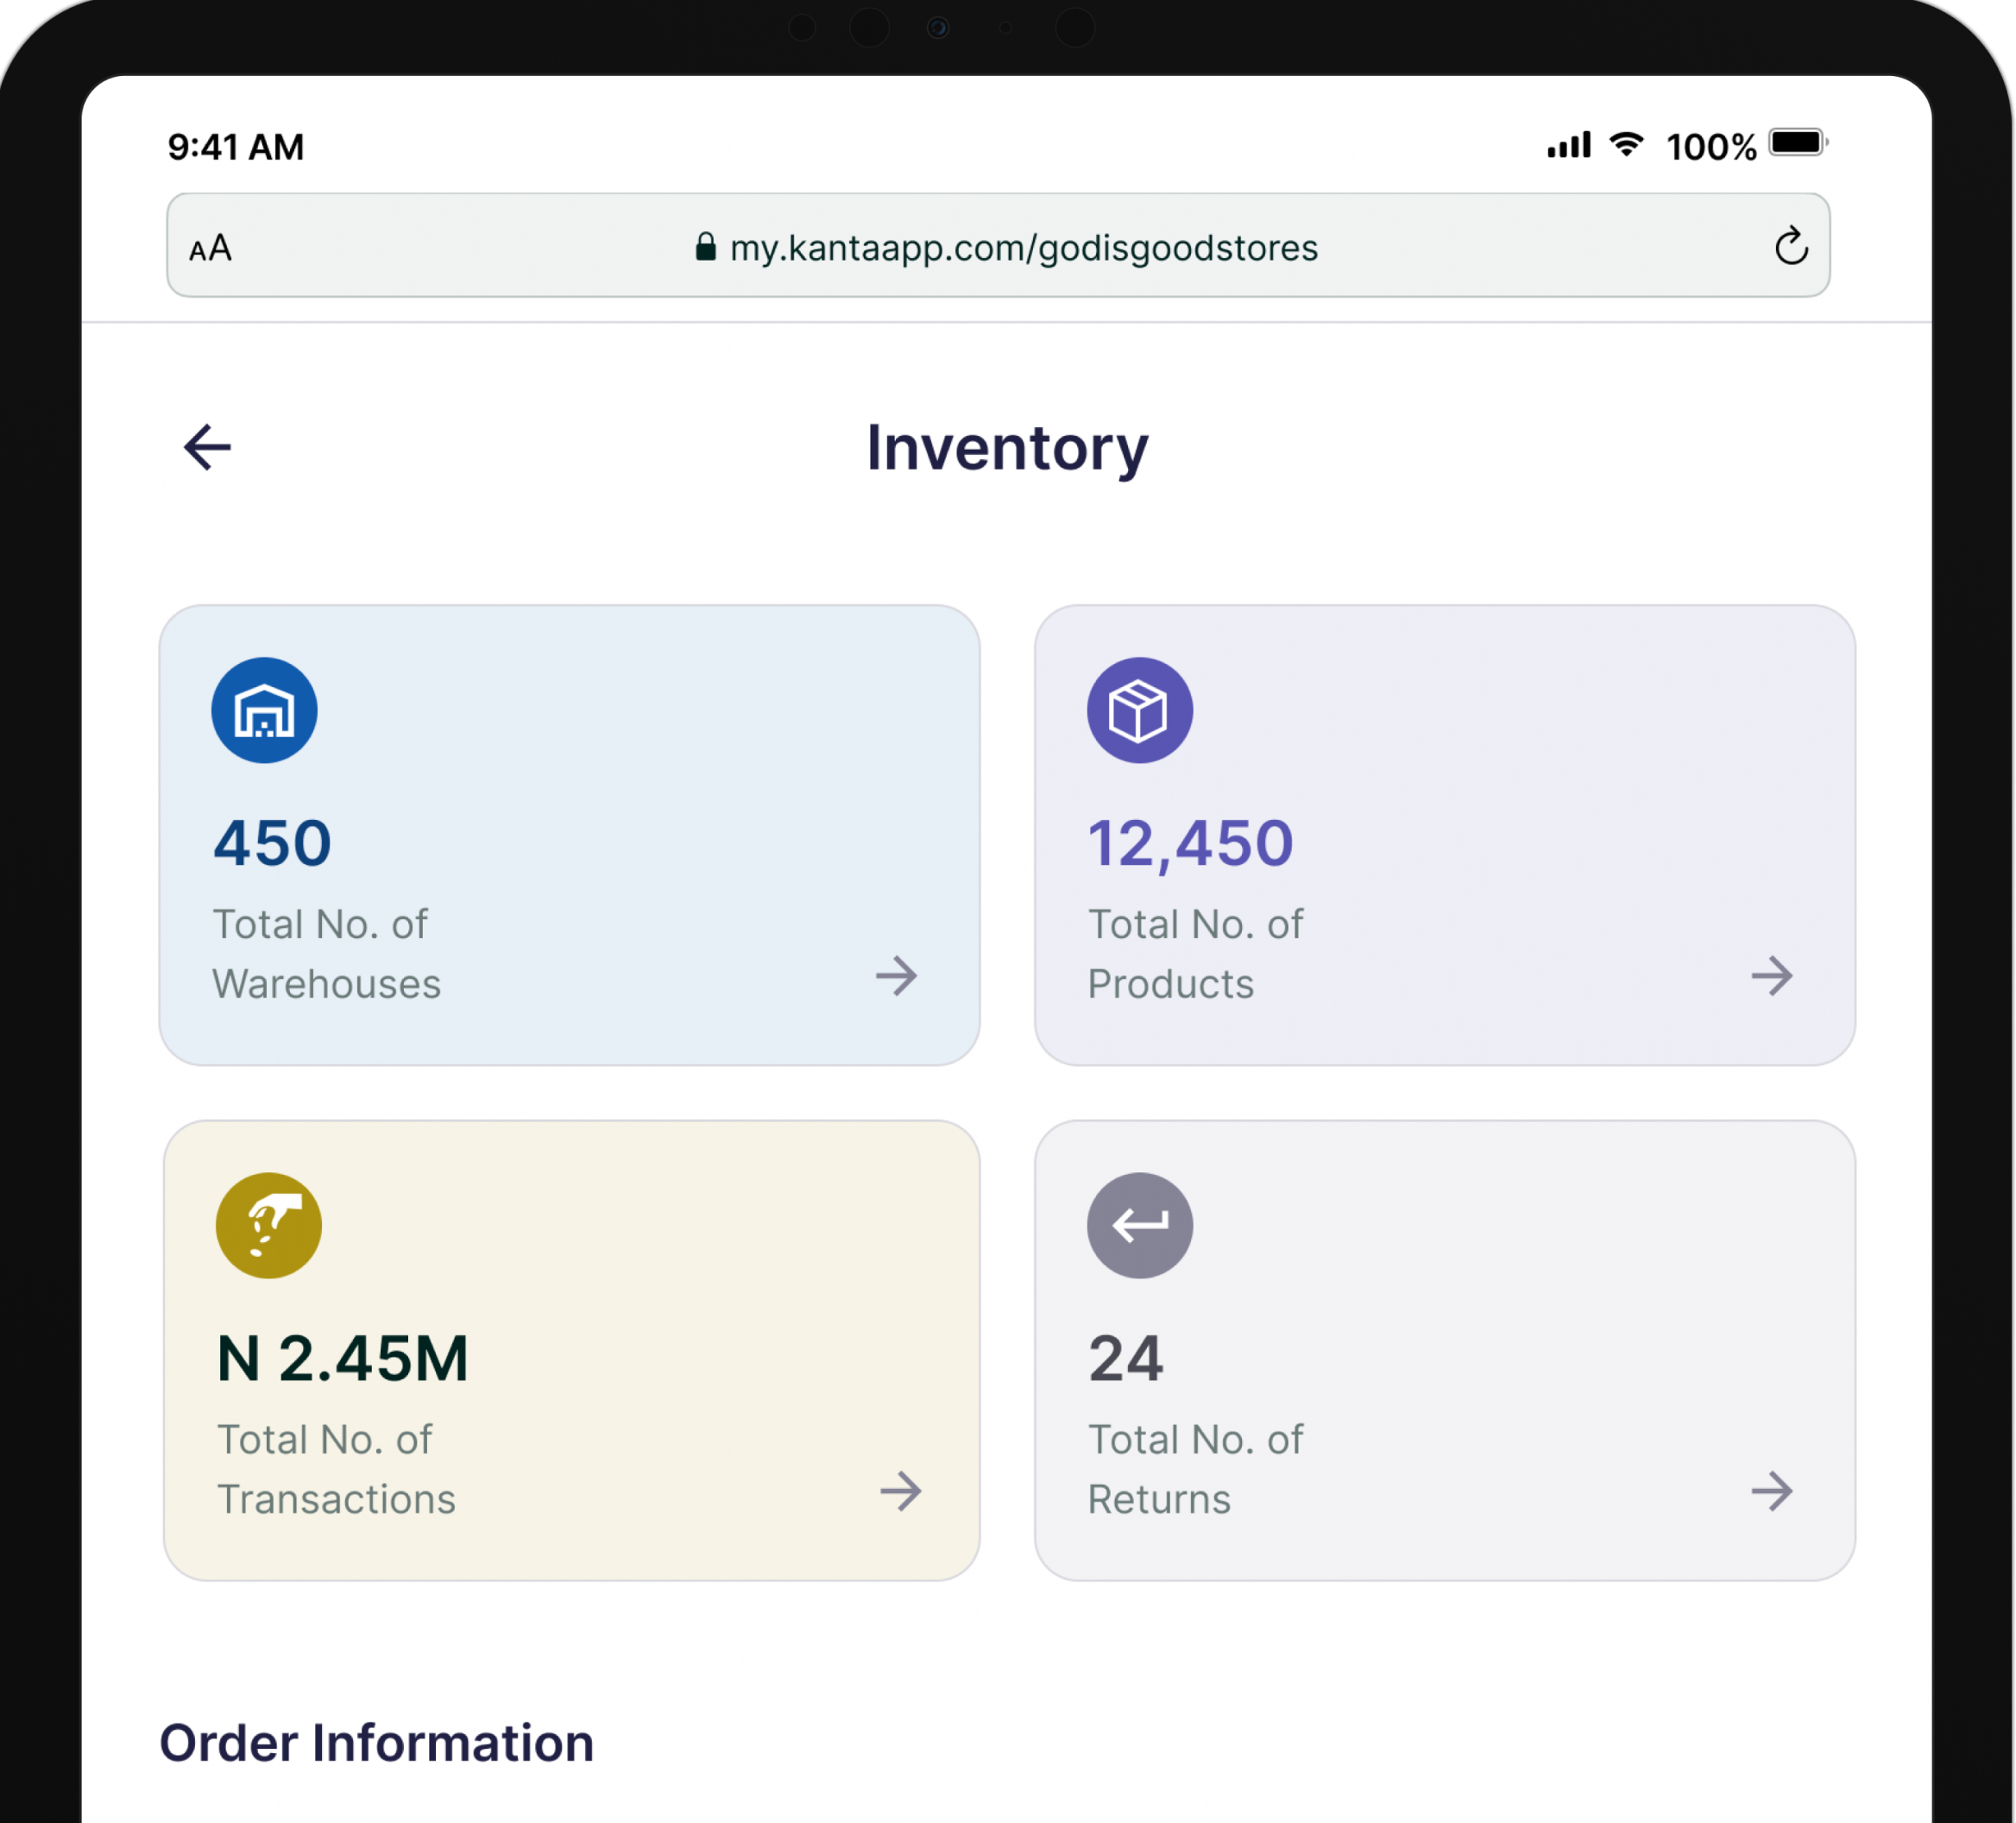 9:41 AM 100%
AA my.kantaapp.com/godisgoodstores
Inventory
450
Total No. of
Warehouses
12,450
Total No. of
Products
N 2.45M
Total No. of
Transactions
24
Total No. of
Returns
Order Information